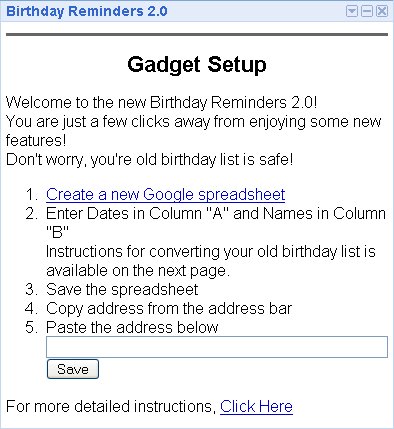 Birthday Reminders 2.0
Gadget Setup
Welcome to the new Birthday Reminders 2.0!
You are just a few clicks away from enjoying some new
features!
Don't worry, you're old birthday list is safe!
1. Create a new Google spreadsheet
2. Enter Dates in Column "A" and Names in Column
"B"
Instructions for converting your old birthday list is
available on the next page.
3. Save the spreadsheet
4. Copy address from the address bar
5. Paste the address below
Save
For more detailed instructions, Click Here